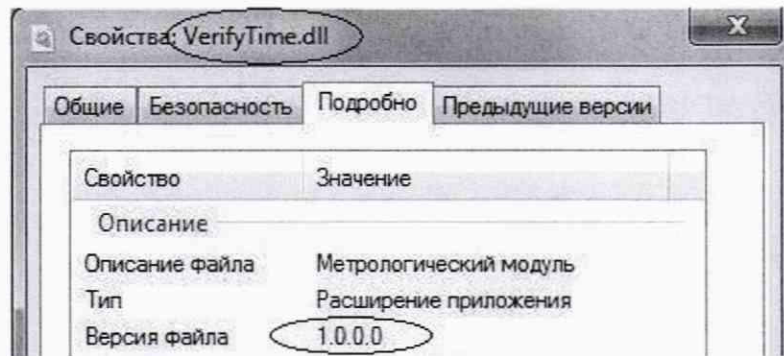 Свойства: VerifyTime.dll
Общие Безопасность Подробно Предыдущие версии
Свойство Значение
Описание
Описание файла Метрологический модуль
Тип Расширение приложения
Версия файла 1.0.0.0